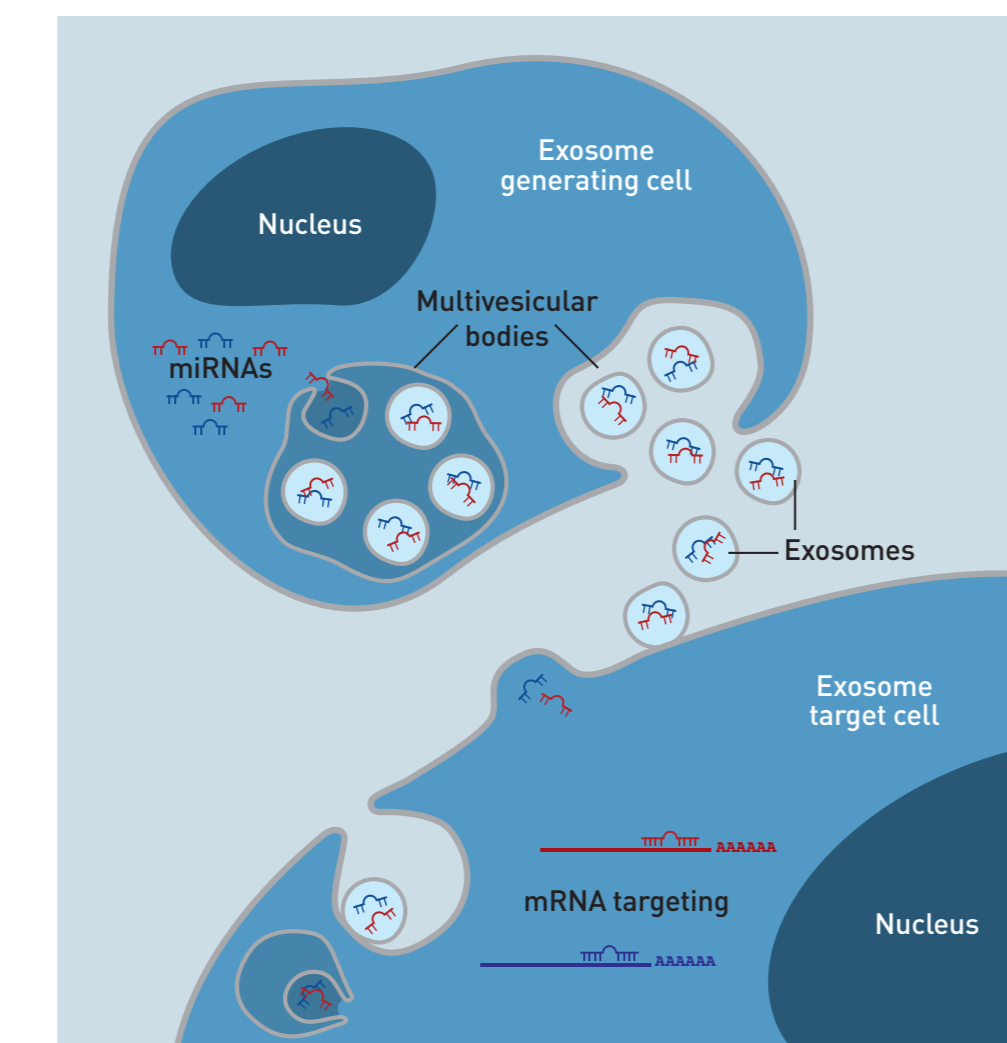 Exosome
generating cell
Nucleus
Multivesicular
bodies
miRNAs
Exosomes
Exosome
target cell
AAAAAA
mRNA targeting
Nucleus
AAAAAA